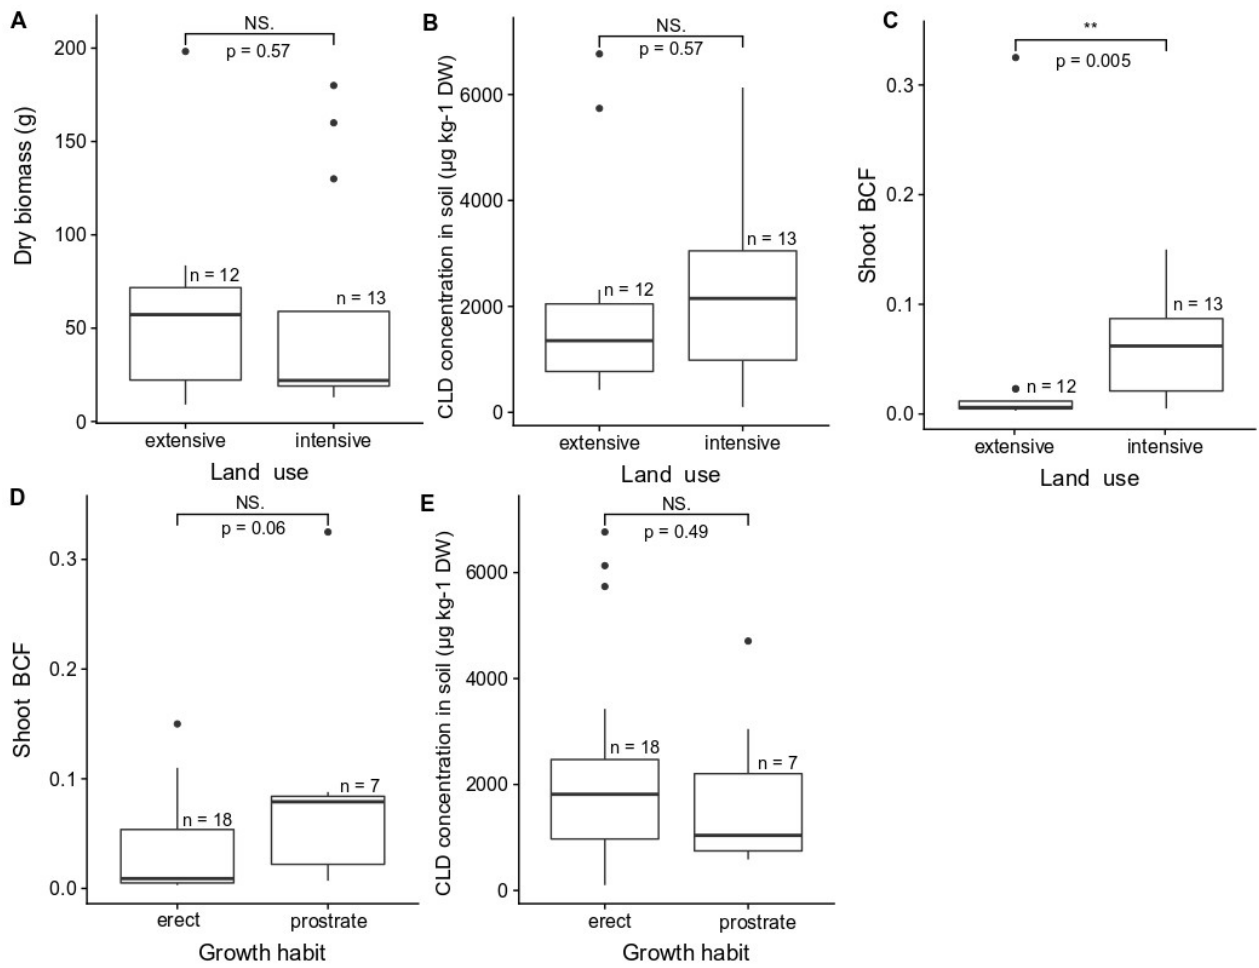 A
NS.
p = 0.57
Dry biomass (g)
200
150
100
50
0
n = 12
n = 13
extensive
intensive
Land use
B
NS.
p = 0.57
CLD concentration in soil (µg kg-1 DW)
6000
4000
2000
0
n = 12
n = 13
extensive
intensive
Land use
C
**
p = 0.005
Shoot BCF
0.3
0.2
0.1
0.0
n = 12
n = 13
extensive
intensive
Land use
D
NS.
p = 0.06
Shoot BCF
0.3
0.2
0.1
0.0
n = 18
n = 7
erect
prostrate
Growth habit
E
NS.
p = 0.49
CLD concentration in soil (µg kg-1 DW)
6000
4000
2000
0
n = 18
n = 7
erect
prostrate
Growth habit